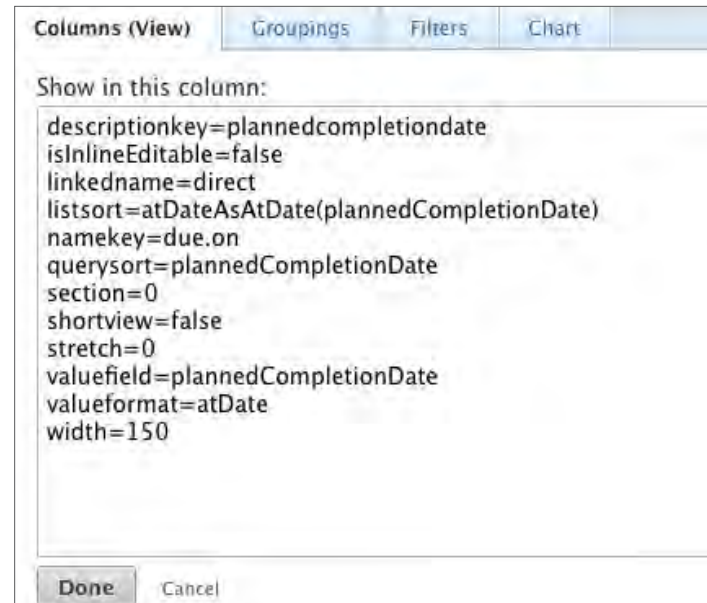 Columns (View) Groupings Filters Chart
Show in this column:
descriptionkey=plannedcompletiondate
isInlineEditable=false
linkedname=direct
listsort=atDateAsAtDate(plannedCompletionDate)
namekey=due.on
querysort=plannedCompletionDate
section=0
shortview=false
stretch=0
valuefield=plannedCompletionDate
valueformat=atDate
width=150
Done Cancel